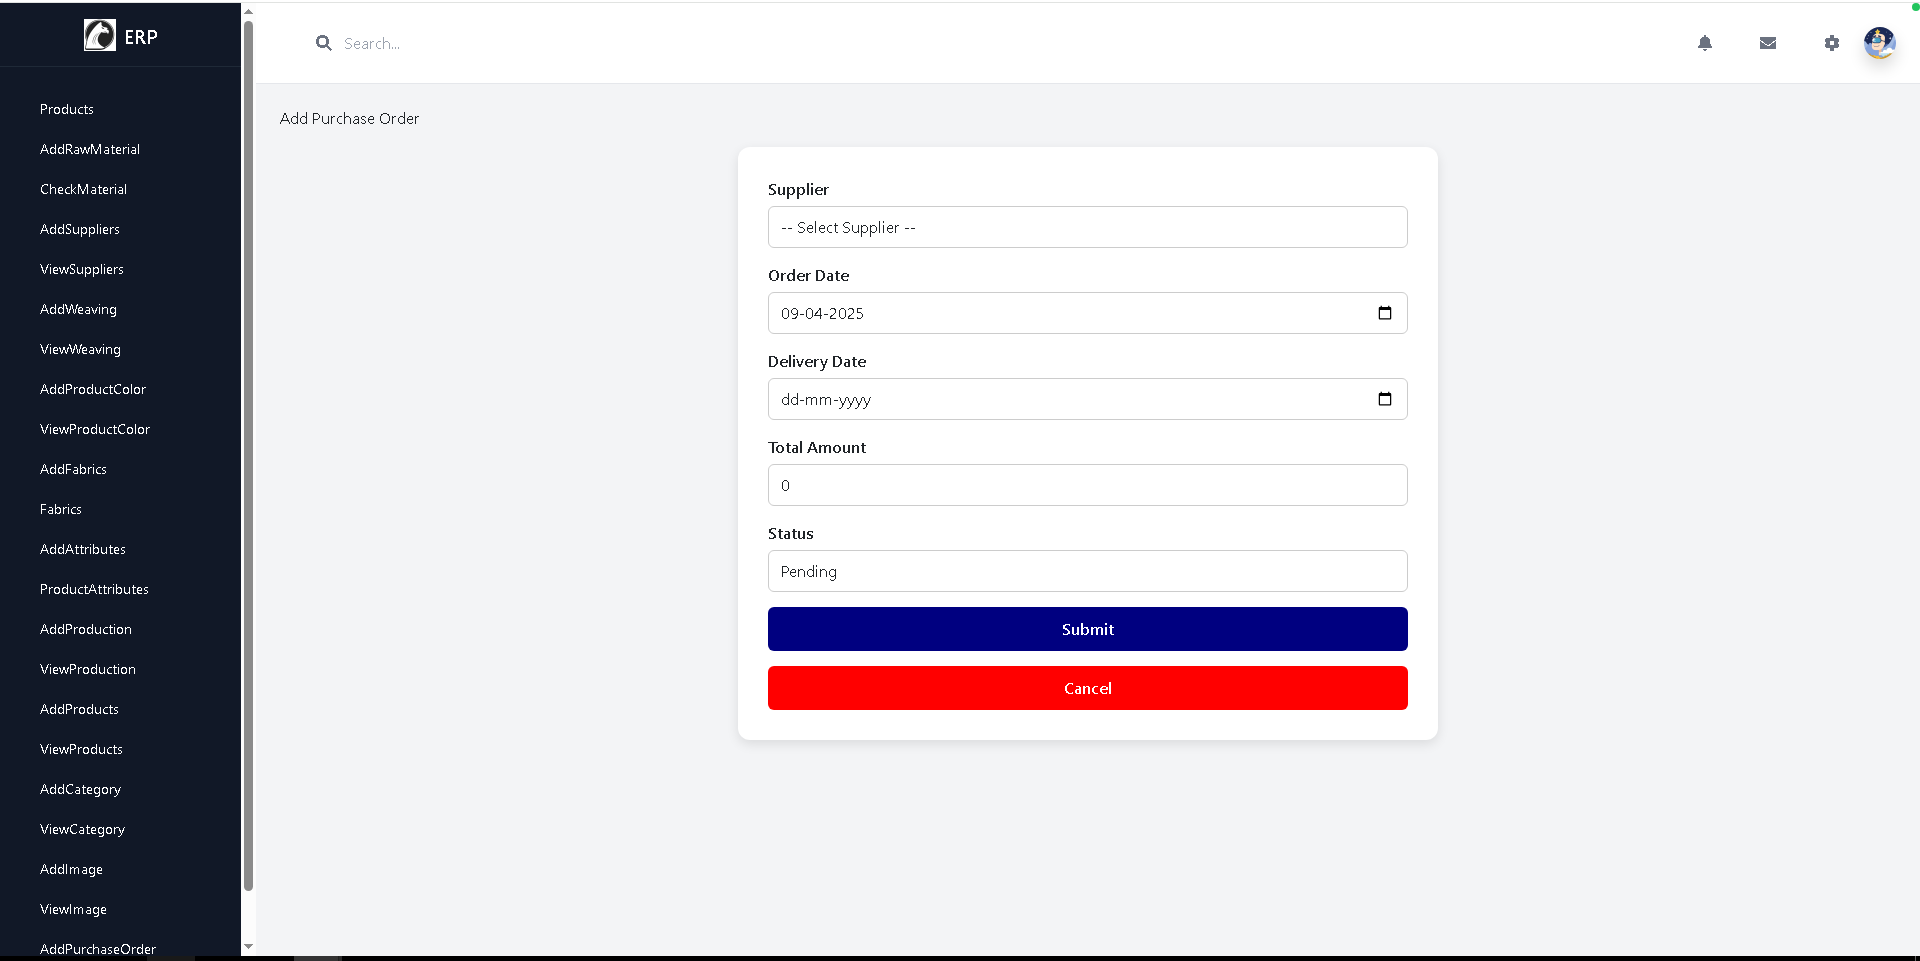 ERP
Products
AddRawMaterial
CheckMaterial
AddSuppliers
ViewSuppliers
AddWeaving
ViewWeaving
AddProductColor
ViewProductColor
AddFabrics
Fabrics
AddAttributes
ProductAttributes
AddProduction
ViewProduction
AddProducts
ViewProducts
AddCategory
ViewCategory
AddImage
ViewImage
AddPurchaseOrder
Search...
Add Purchase Order
Supplier
-- Select Supplier --
Order Date
09-04-2025
Delivery Date
dd-mm-yyyy
Total Amount
0
Status
Pending
Submit
Cancel